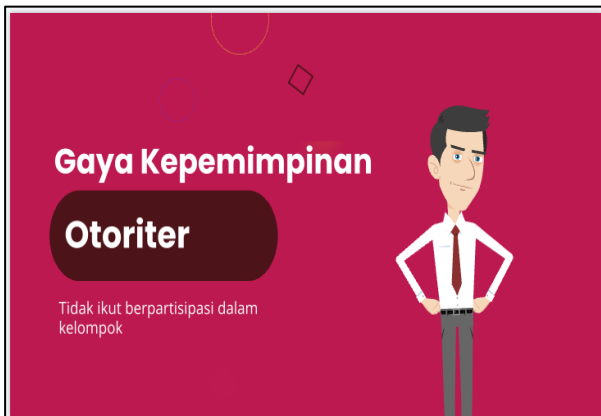 Gaya Kepemimpinan
Otoriter
Tidak ikut berpartisipasi dalam
kelompok